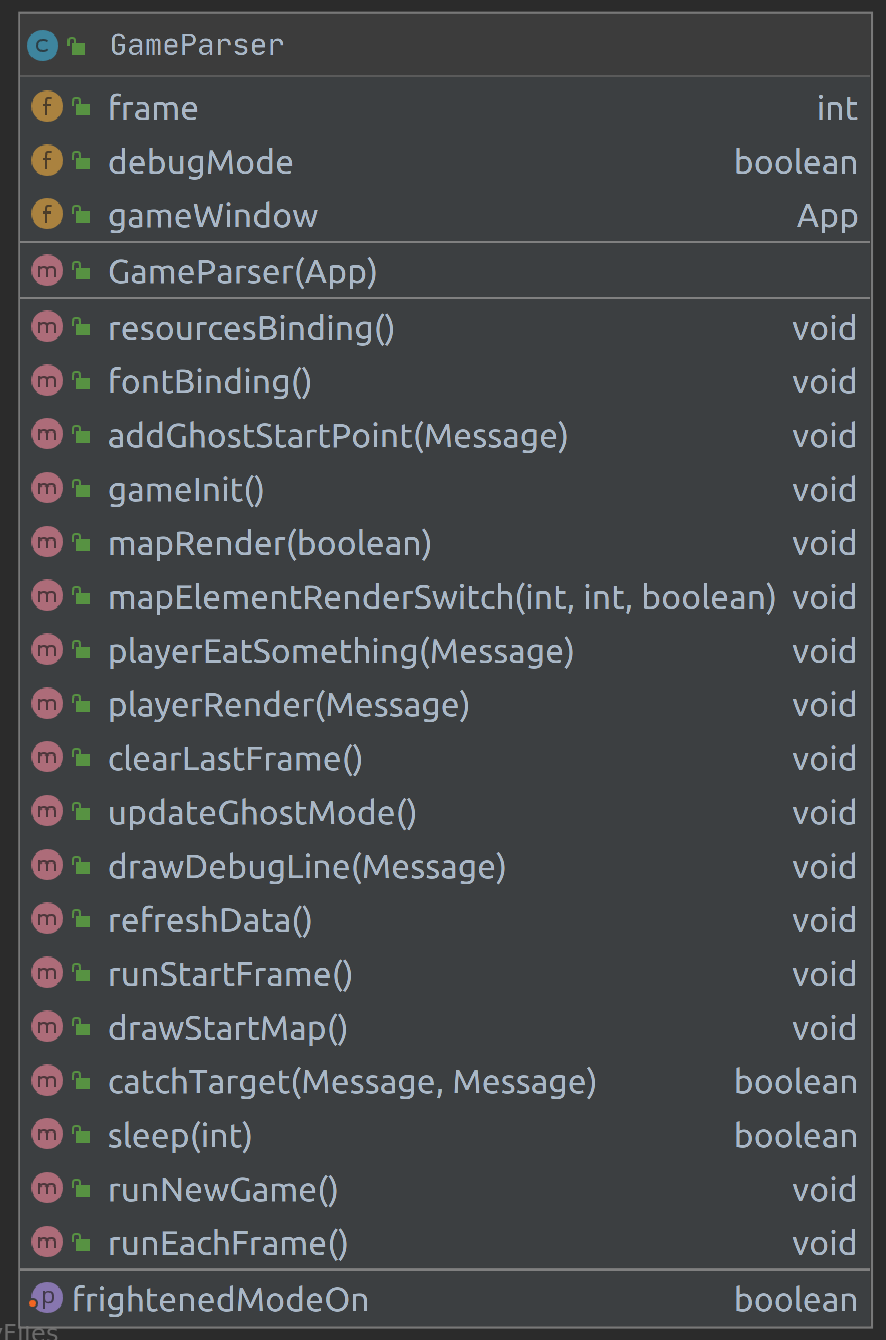 C GameParser
f frame int
f debugMode boolean
f gameWindow App
m GameParser(App)
m resourcesBinding() void
m fontBinding() void
m addGhostStartPoint(Message) void
m gameInit() void
m mapRender(boolean) void
m mapElementRenderSwitch(int, int, boolean) void
m playerEatSomething(Message) void
m playerRender(Message) void
m clearLastFrame() void
m updateGhostMode() void
m drawDebugLine(Message) void
m refreshData() void
m runStartFrame() void
m drawStartMap() void
m catchTarget(Message, Message) boolean
m sleep(int) boolean
m runNewGame() void
m runEachFrame() void
p frightenedModeOn boolean